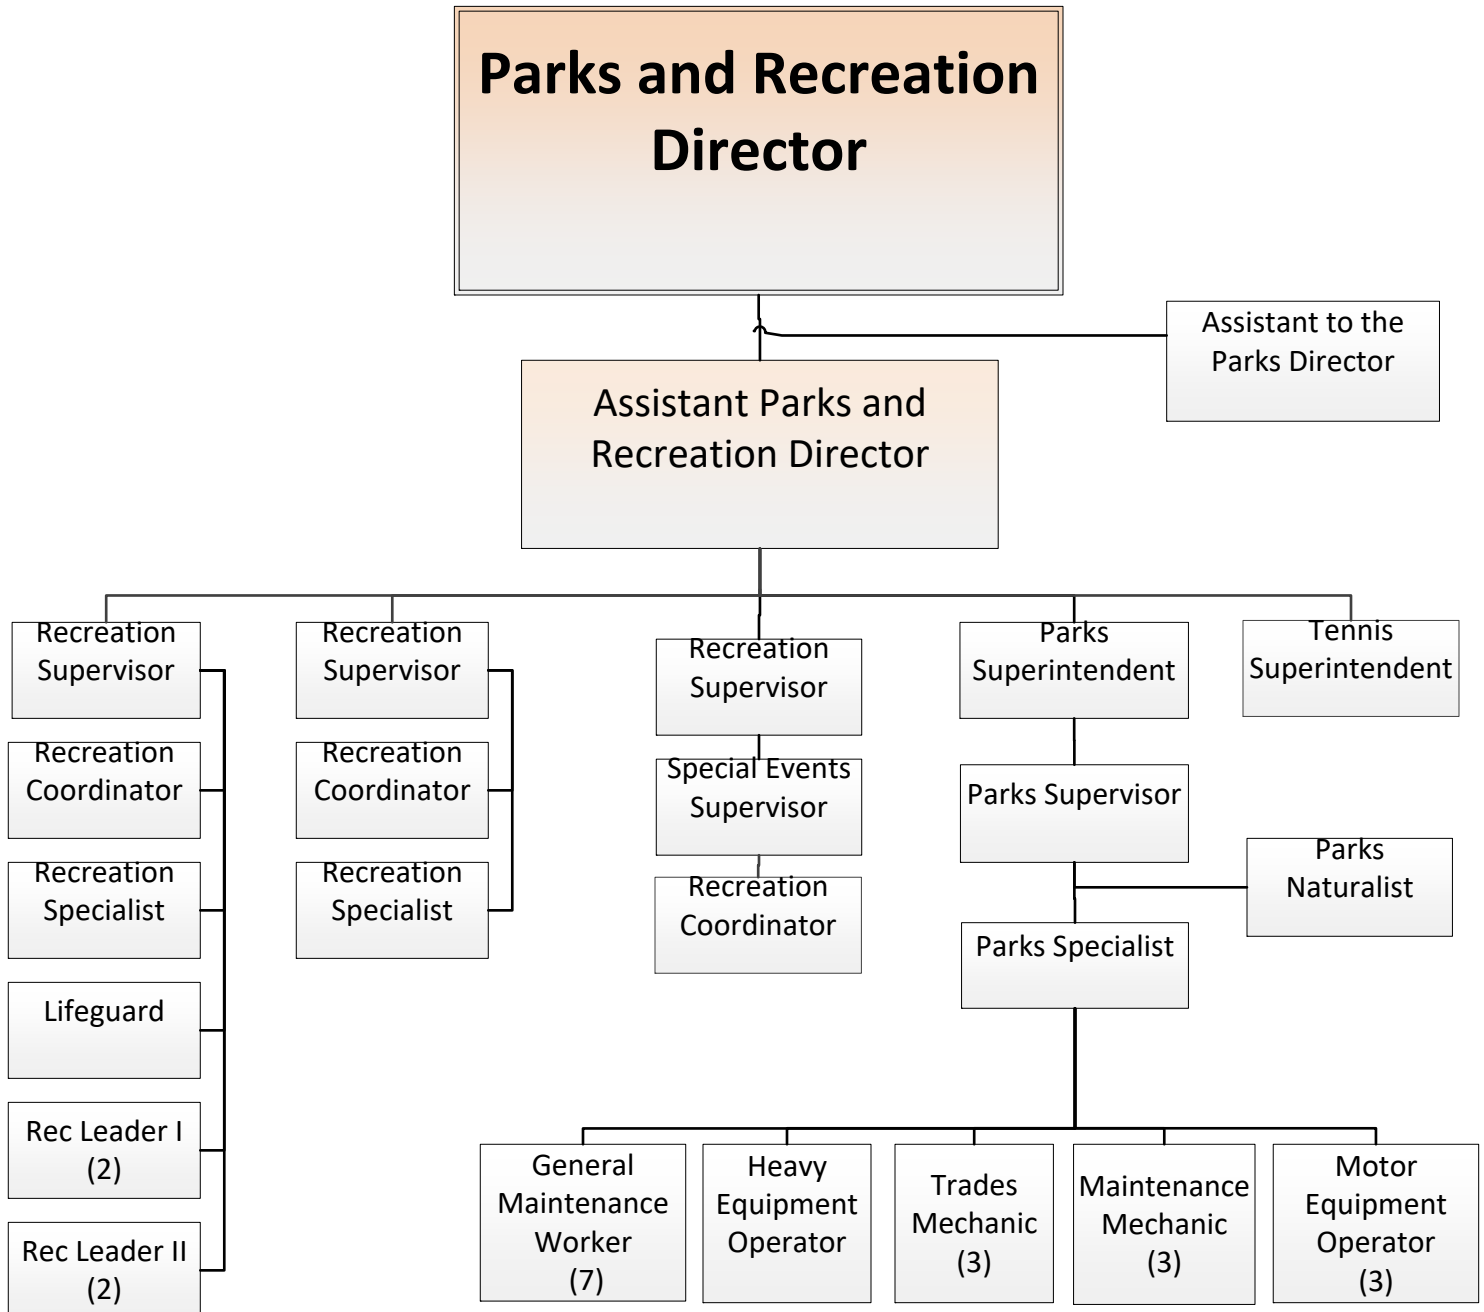 Parks and Recreation
Director
Assistant to the
Parks Director
Assistant Parks and
Recreation Director
Recreation
Supervisor
Recreation
Supervisor
Recreation
Supervisor
Parks
Superintendent
Tennis
Superintendent
Recreation
Coordinator
Recreation
Coordinator
Special Events
Supervisor
Parks Supervisor
Recreation
Specialist
Recreation
Specialist
Recreation
Coordinator
Parks
Naturalist
Parks Specialist
Lifeguard
Rec Leader I
(2)
Rec Leader II
(2)
General
Maintenance
Worker
(7)
Heavy
Equipment
Operator
Trades
Mechanic
(3)
Maintenance
Mechanic
(3)
Motor
Equipment
Operator
(3)